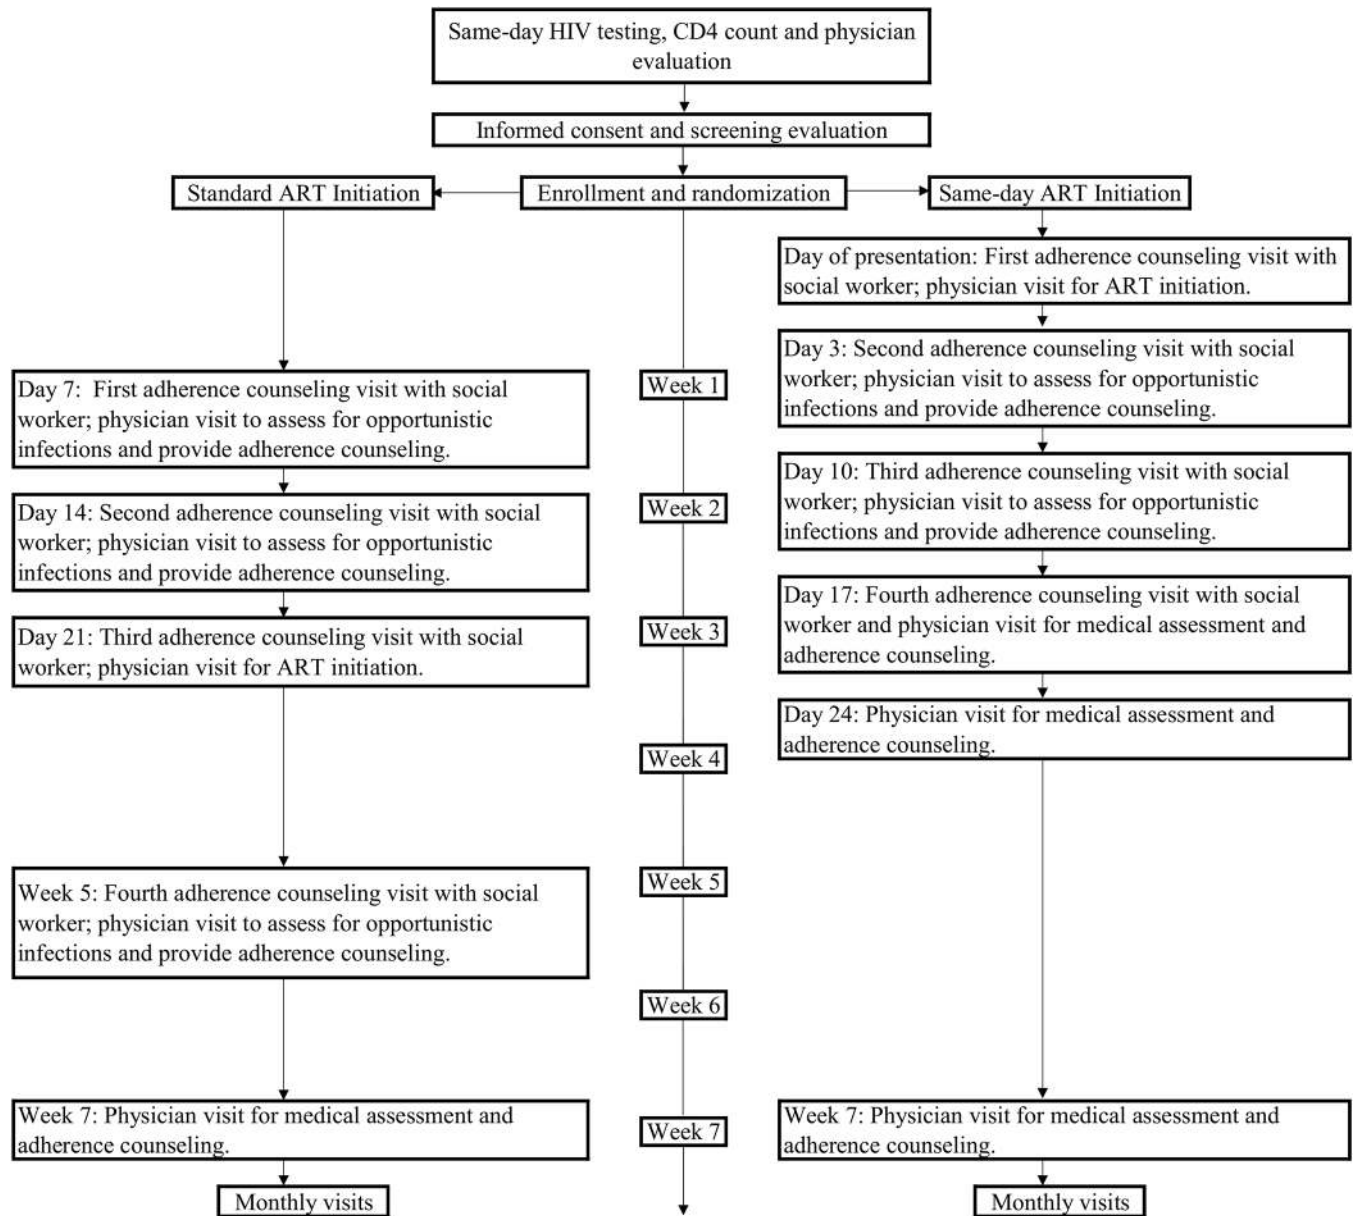 Same-day HIV testing, CD4 count and physician
evaluation
Informed consent and screening evaluation
Standard ART Initiation
Enrollment and randomization
Same-day ART Initiation
Day of presentation: First adherence counseling visit with
social worker; physician visit for ART initiation.
Day 3: Second adherence counseling visit with social
worker; physician visit to assess for opportunistic
infections and provide adherence counseling.
Week 1
Day 7:  First adherence counseling visit with social
worker; physician visit to assess for opportunistic
infections and provide adherence counseling.
Day 10: Third adherence counseling visit with social
worker; physician visit to assess for opportunistic
infections and provide adherence counseling.
Week 2
Day 14: Second adherence counseling visit with social
worker; physician visit to assess for opportunistic
infections and provide adherence counseling.
Day 17: Fourth adherence counseling visit with social
worker and physician visit for medical assessment and
adherence counseling.
Week 3
Day 21: Third adherence counseling visit with social
worker; physician visit for ART initiation.
Day 24: Physician visit for medical assessment and
adherence counseling.
Week 4
Week 5
Week 5: Fourth adherence counseling visit with social
worker; physician visit to assess for opportunistic
infections and provide adherence counseling.
Week 6
Week 7: Physician visit for medical assessment and
adherence counseling.
Week 7
Week 7: Physician visit for medical assessment and
adherence counseling.
Monthly visits
Monthly visits